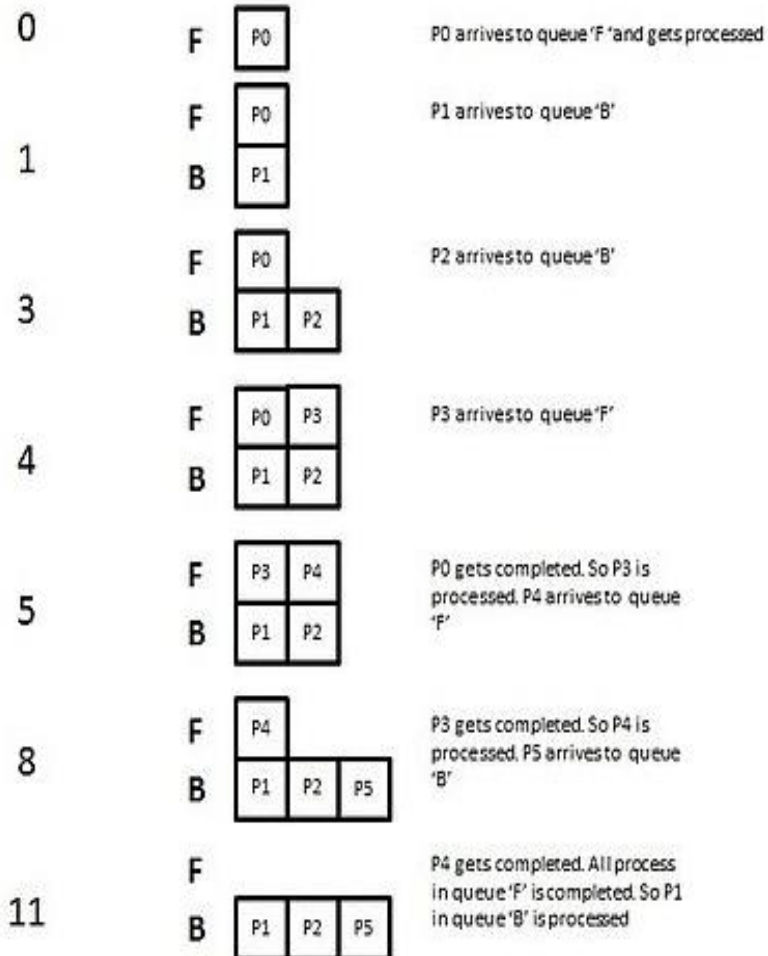 0
F P0 P0 arrives to queue 'F 'and gets processed
F P0 P1 arrives to queue 'B'
1
B P1
F P0 P2 arrives to queue 'B'
3
B P1 P2
F P0 P3 P3 arrives to queue 'F'
4
B P1 P2
F P3 P4 P0 gets completed. So P3 is
processed. P4 arrives to queue
'F'
5
B P1 P2
F P4 P3 gets completed. So P4 is
processed. P5 arrives to queue
'B'
8
B P1 P2 P5
F P4 gets completed. All process
in queue 'F' is completed. So P1
in queue 'B' is processed
11
B P1 P2 P5